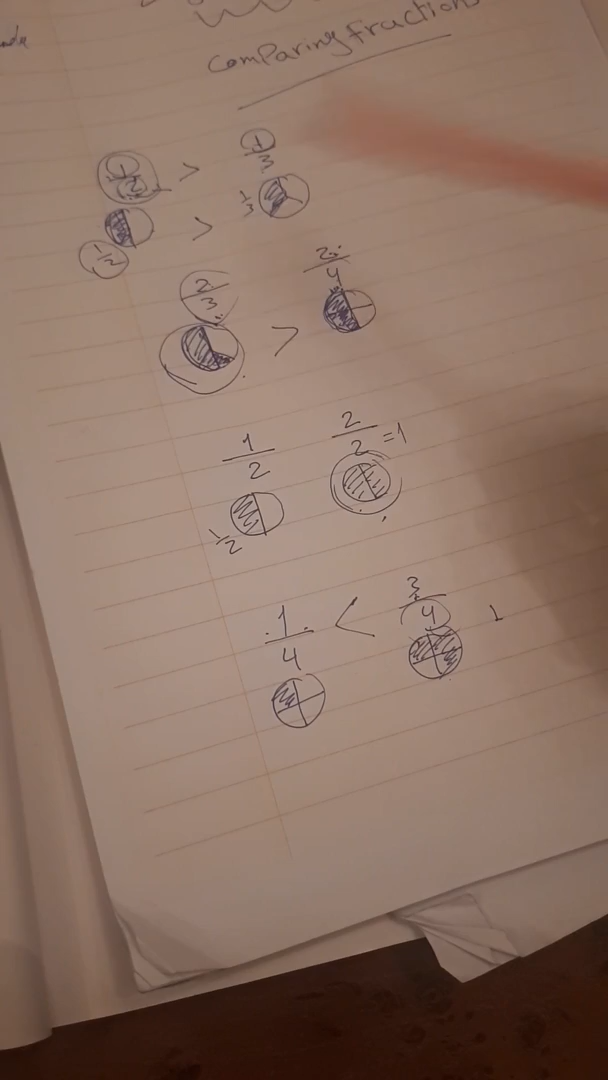 Comparing fractions
1/2 > 1/3
> 1/3
1/2
2/3 > 2/4
1/2 2/2 =1
1/2
1/4 < 3/4